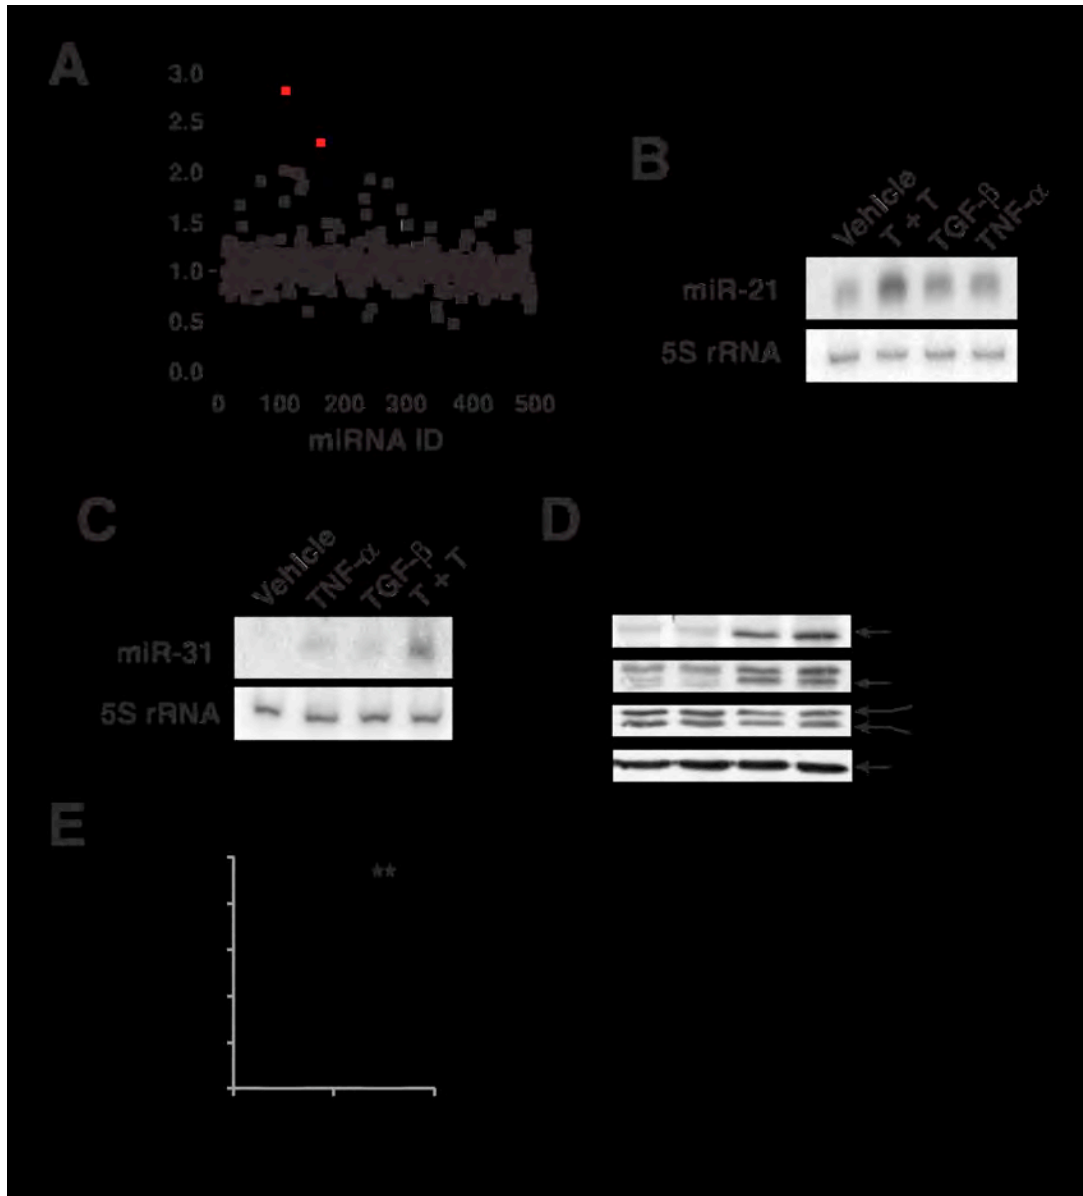 A
3.0
2.5
2.0
1.5
1.0
0.5
0.0
0 100 200 300 400 500
miRNA ID
B
Vehicle
T + T
TGF-β
TNF-α
miR-21
5S rRNA
C
Vehicle
TNF-α
TGF-β
T + T
miR-31
5S rRNA
D
E
**